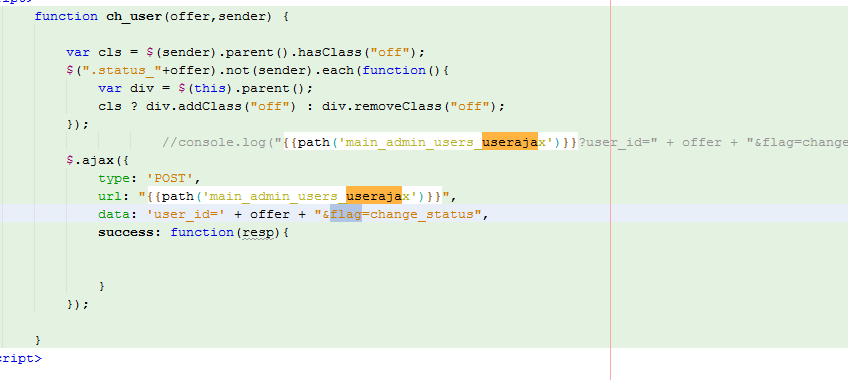 function ch_user(offer,sender) {
var cls = $(sender).parent().hasClass("off");
$(".status_"+offer).not(sender).each(function(){
var div = $(this).parent();
cls ? div.addClass("off") : div.removeClass("off");
});
//console.log("{{path('main_admin_users_userajax')}}?user_id=" + offer + "&flag=change
$.ajax({
type: 'POST',
url: "{{path('main_admin_users_userajax')}}",
data: 'user_id=' + offer + "&flag=change_status",
success: function(resp){
}
});
}
cript>